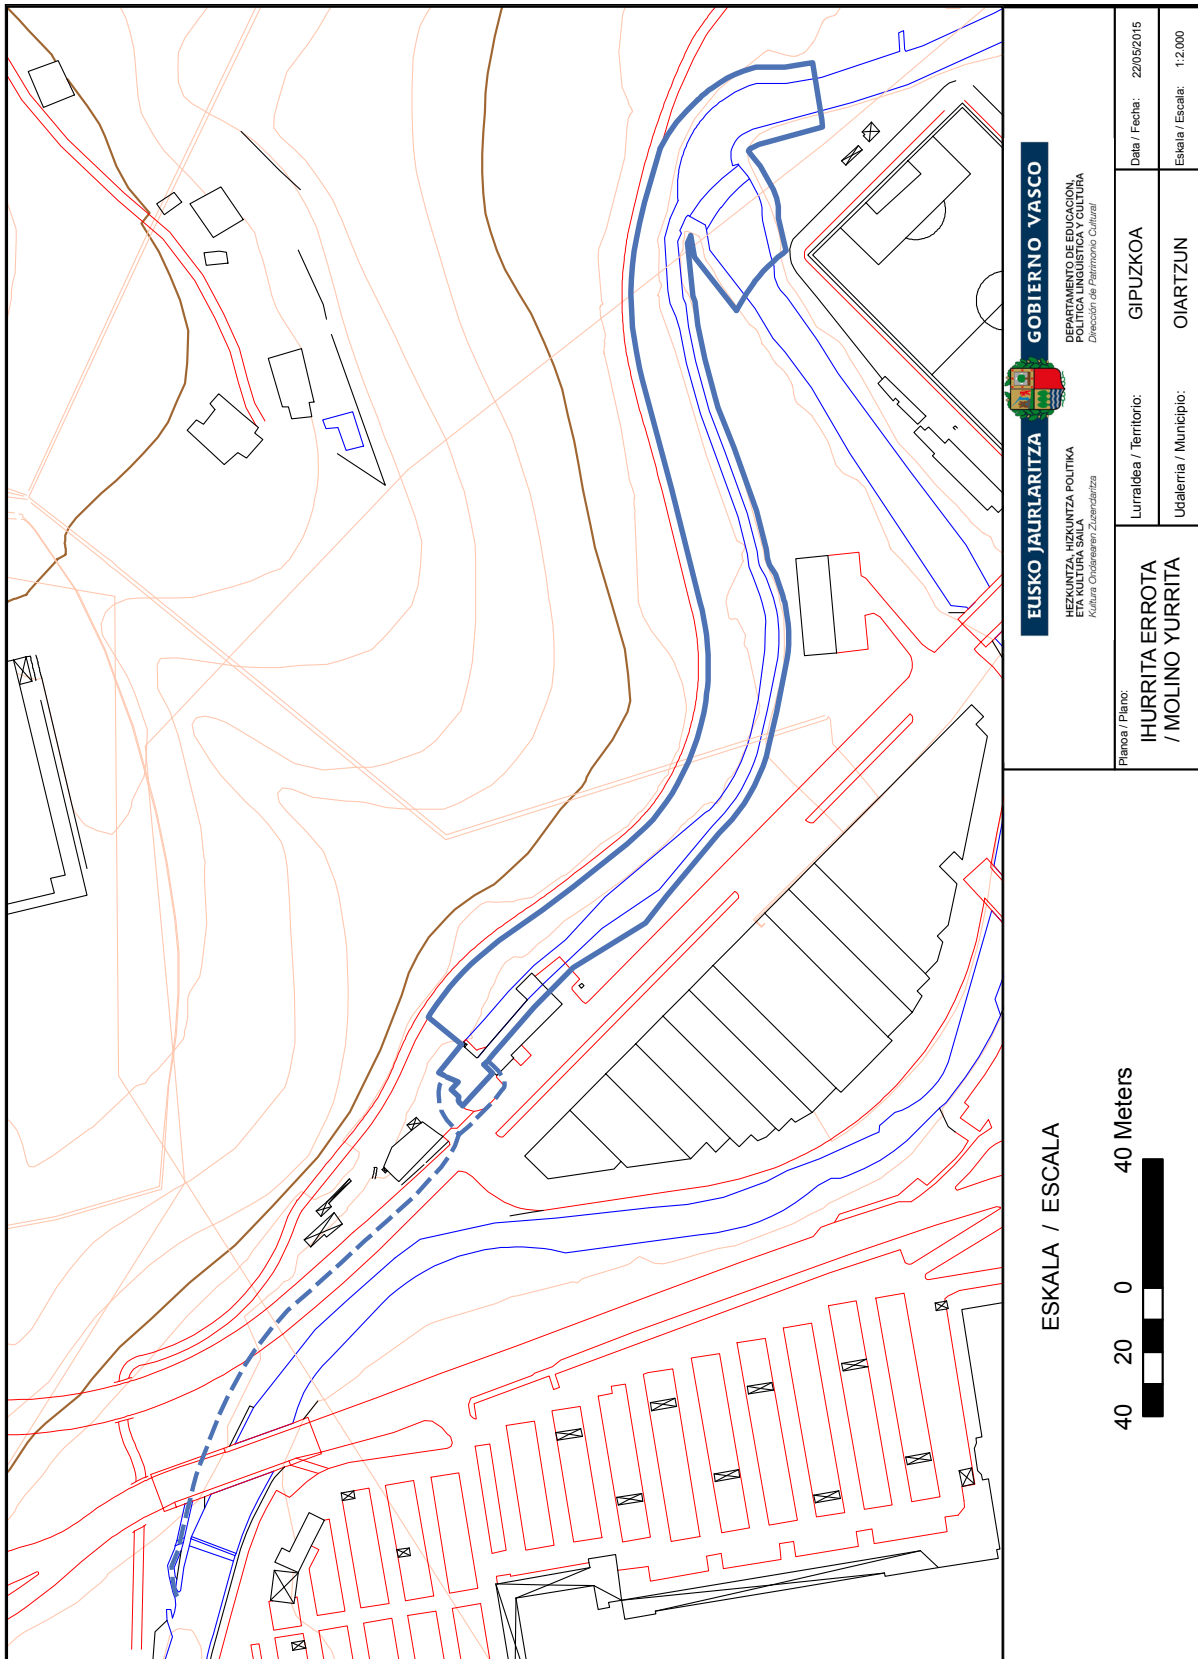 ESKALA / ESCALA
40 20 0 40 Meters
EUSKO JAURLARITZA GOBIERNO VASCO
HEZKUNTZA, HIZKUNTZA POLITIKA
ETA KULTURA SAILA
Kultura Ondarearen Zuzendaritza
DEPARTAMENTO DE EDUCACIÓN,
POLÍTICA LINGÜÍSTICA Y CULTURA
Dirección de Patrimonio Cultural
Planoa / Plano:
IHURRITA ERROTA
/ MOLINO YURRITA
Lurraldea / Territorio: GIPUZKOA
Data / Fecha: 22/05/2015
Udalerria / Municipio: OIARTZUN
Eskala / Escala: 1:2.000